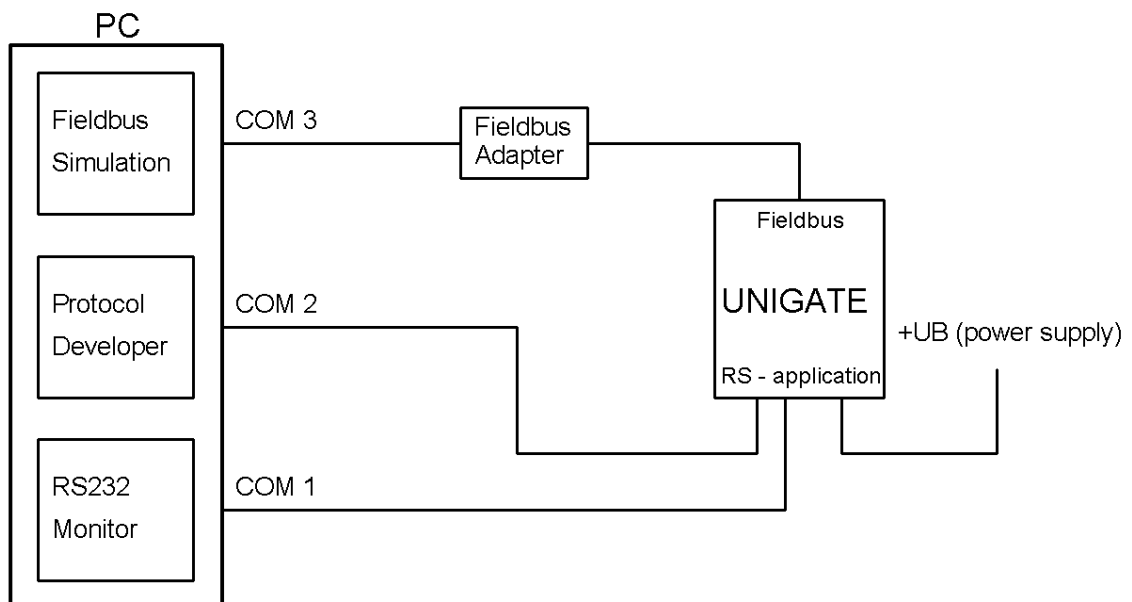 PC
Fieldbus
Simulation
COM 3
Fieldbus
Adapter
Fieldbus
UNIGATE
RS - application
+UB (power supply)
Protocol
Developer
COM 2
RS232
Monitor
COM 1